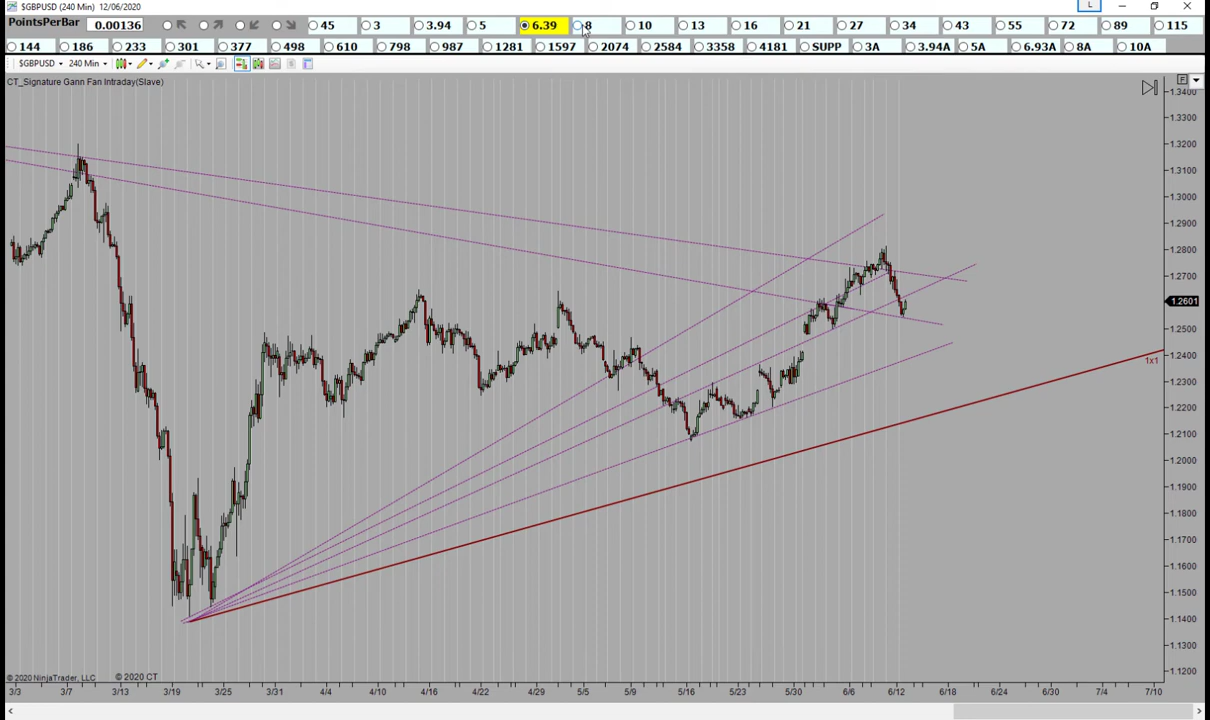 $GBPUSD (240 Min) 12/06/2020
L
PointsPerBar 0.00136 45 3 3.94 5 6.39 8 10 13 16 21 27 34 43 55 72 89 115
144 186 233 301 377 498 610 798 987 1281 1597 2074 2584 3358 4181 SUPP 3A 3.94A 5A 6.93A 8A 10A
$GBPUSD 240 Min
CT_Signature Gann Fan Intraday(Slave)
F
1.3400
1.3300
1.3200
1.3100
1.3000
1.2900
1.2800
1.2700
1.2601
1.2500
1.2400
1x1
1.2300
1.2200
1.2100
1.2000
1.1900
1.1800
1.1700
1.1600
1.1500
1.1400
1.1300
1.1200
© 2020 NinjaTrader, LLC © 2020 CT
3/3 3/7 3/13 3/19 3/25 3/31 4/4 4/10 4/16 4/22 4/29 5/5 5/9 5/16 5/23 5/30 6/6 6/12 6/18 6/24 6/30 7/4 7/10